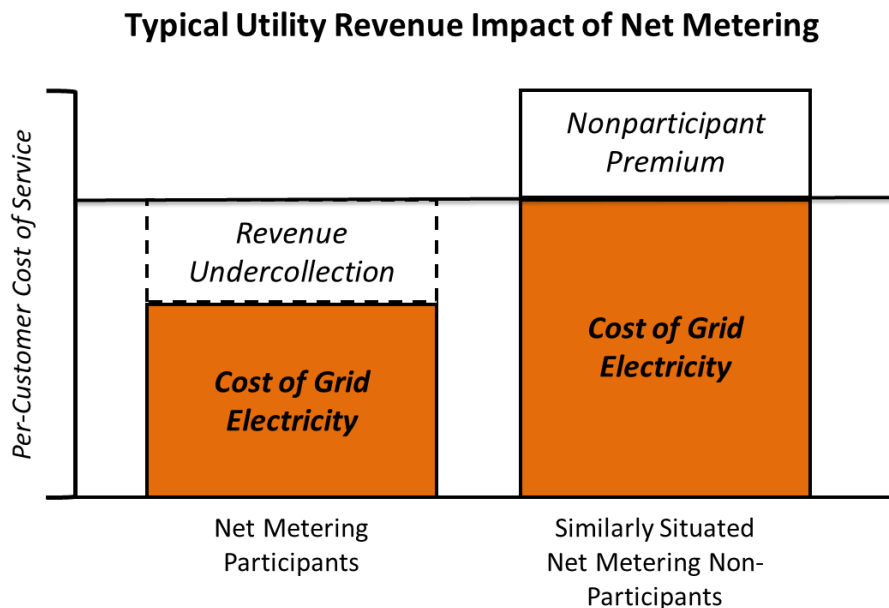 Typical Utility Revenue Impact of Net Metering
Per-Customer Cost of Service
Nonparticipant
Premium
Revenue
Undercollection
Cost of Grid
Electricity
Cost of Grid
Electricity
Net Metering
Participants
Similarly Situated
Net Metering Non-
Participants